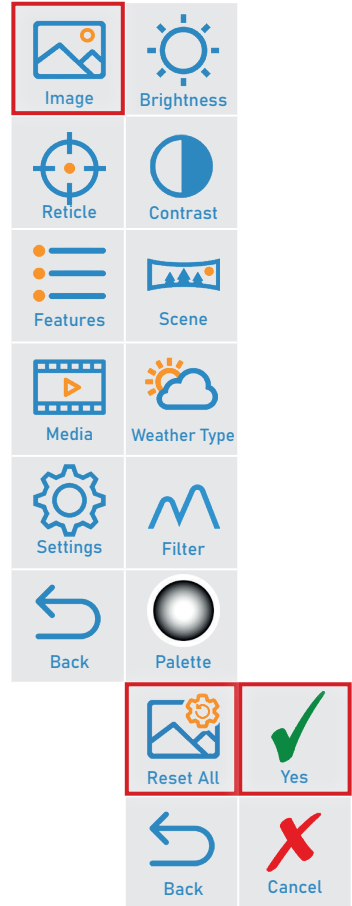 Image
Brightness
Reticle
Contrast
Features
Scene
Media
Weather Type
Settings
Filter
Back
Palette
Reset All
Yes
Back
Cancel